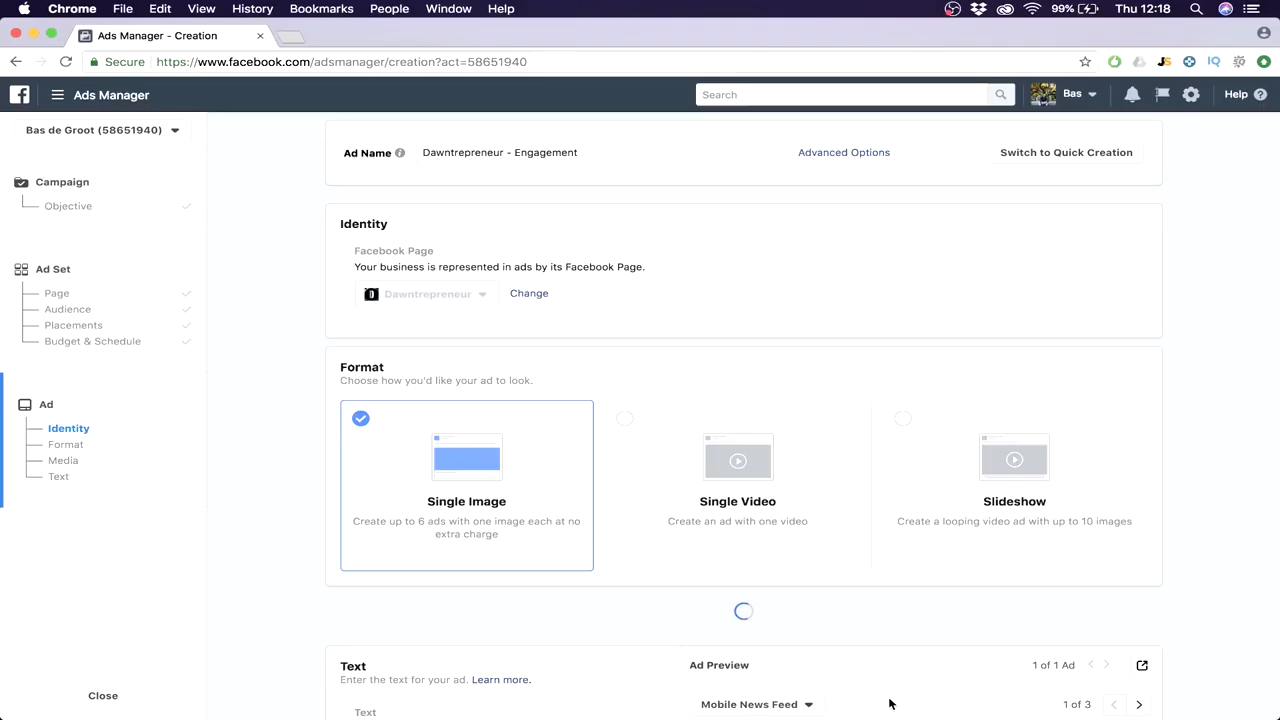 Chrome File Edit View History Bookmarks People Window Help 99% Thu 12:18
Ads Manager - Creation
Secure https://www.facebook.com/adsmanager/creation?act=58651940
JS IQ
Ads Manager Search Bas Help
Bas de Groot (58651940)
Campaign
Objective
Ad Set
Page
Audience
Placements
Budget & Schedule
Ad
Identity
Format
Media
Text
Close
Ad Name Dawntrepreneur - Engagement Advanced Options Switch to Quick Creation
Identity
Facebook Page
Your business is represented in ads by its Facebook Page.
D Dawntrepreneur Change
Format
Choose how you'd like your ad to look.
Single Image
Create up to 6 ads with one image each at no
extra charge
Single Video
Create an ad with one video
Slideshow
Create a looping video ad with up to 10 images
Text
Enter the text for your ad. Learn more.
Text
Ad Preview 1 of 1 Ad
Mobile News Feed 1 of 3